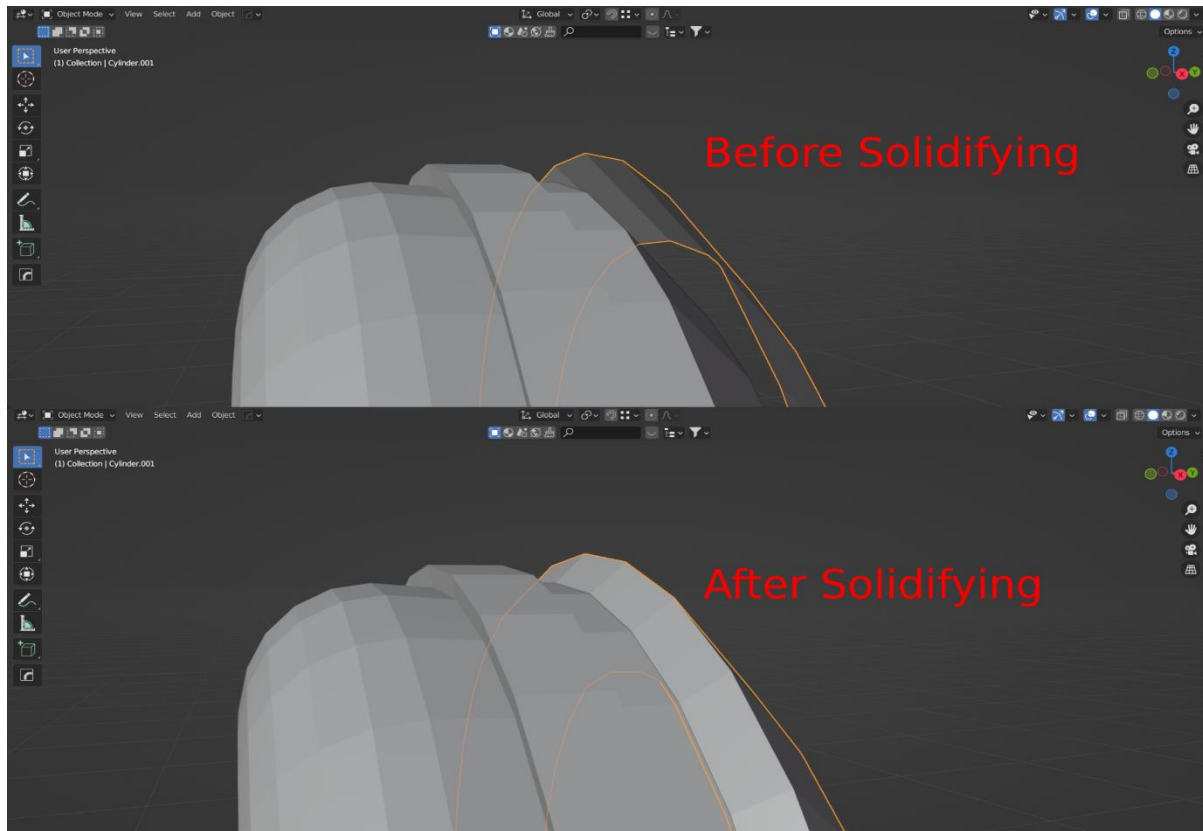 Object Mode View Select Add Object Global
Options
User Perspective
(1) Collection | Cylinder.001
Z
X Y
Before Solidifying
Object Mode View Select Add Object Global
Options
User Perspective
(1) Collection | Cylinder.001
Z
X Y
After Solidifying